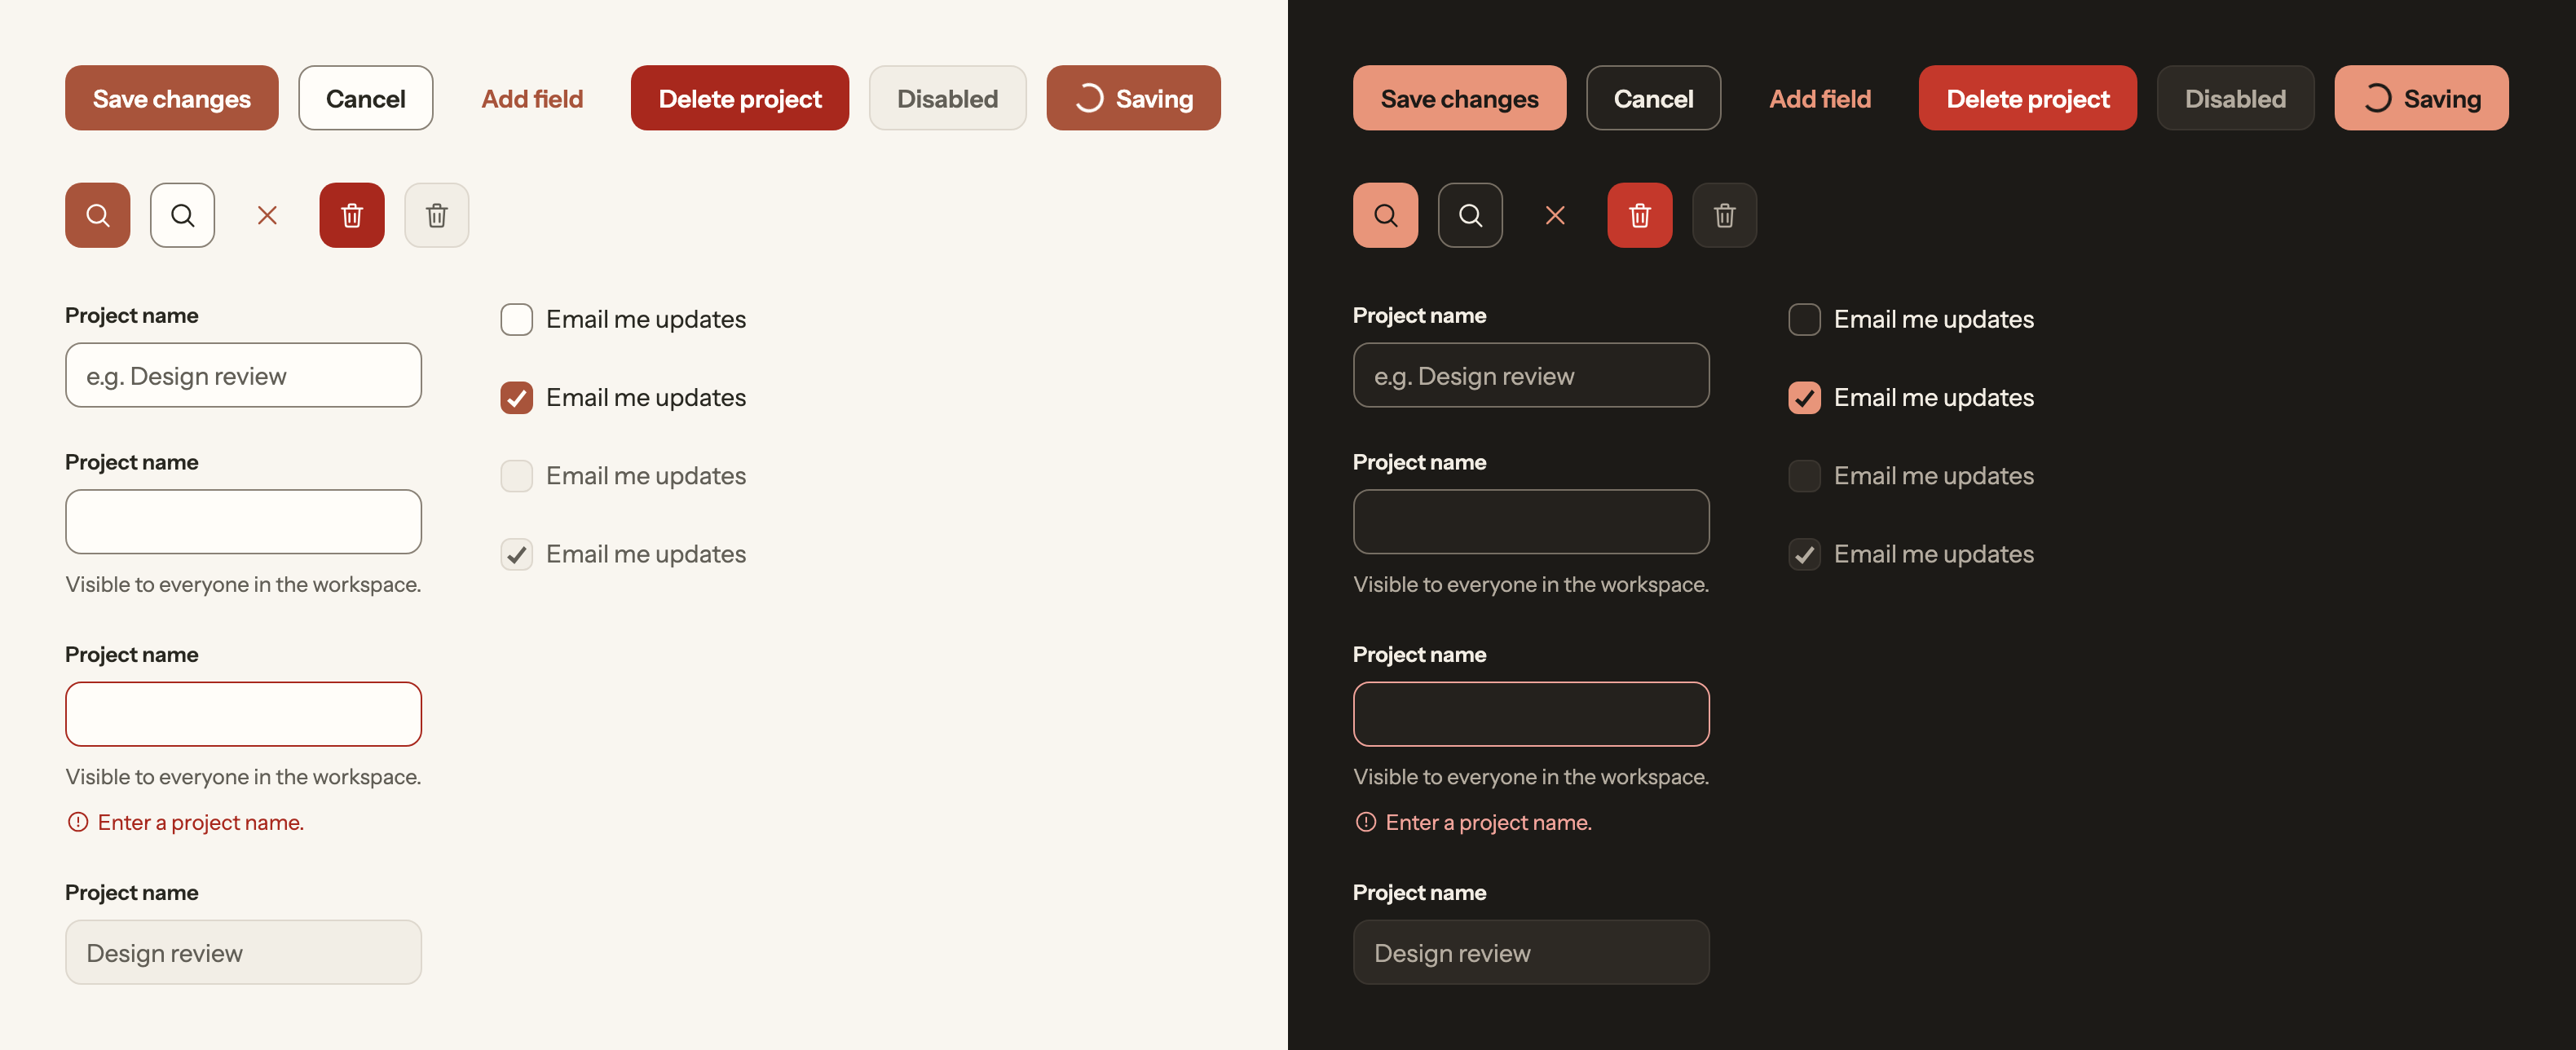 Save changes
Cancel
Add field
Delete project
Disabled
Saving
Project name
e.g. Design review
Project name
Visible to everyone in the workspace.
Project name
Visible to everyone in the workspace.
Enter a project name.
Project name
Design review
Email me updates
Email me updates
Email me updates
Email me updates
Save changes
Cancel
Add field
Delete project
Disabled
Saving
Project name
e.g. Design review
Project name
Visible to everyone in the workspace.
Project name
Visible to everyone in the workspace.
Enter a project name.
Project name
Design review
Email me updates
Email me updates
Email me updates
Email me updates